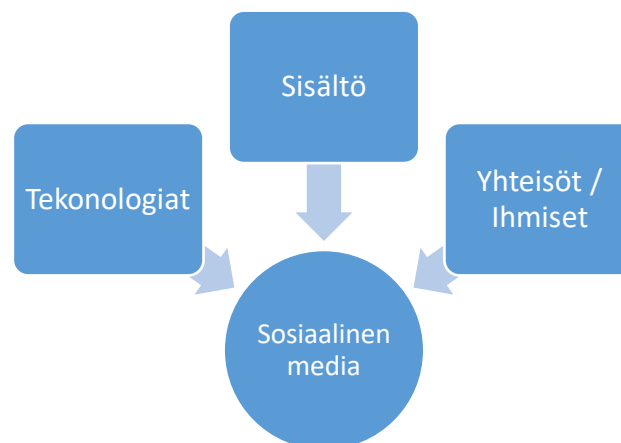 Sisältö
Tekonologiat
Yhteisöt /
Ihmiset
Sosiaalinen
media